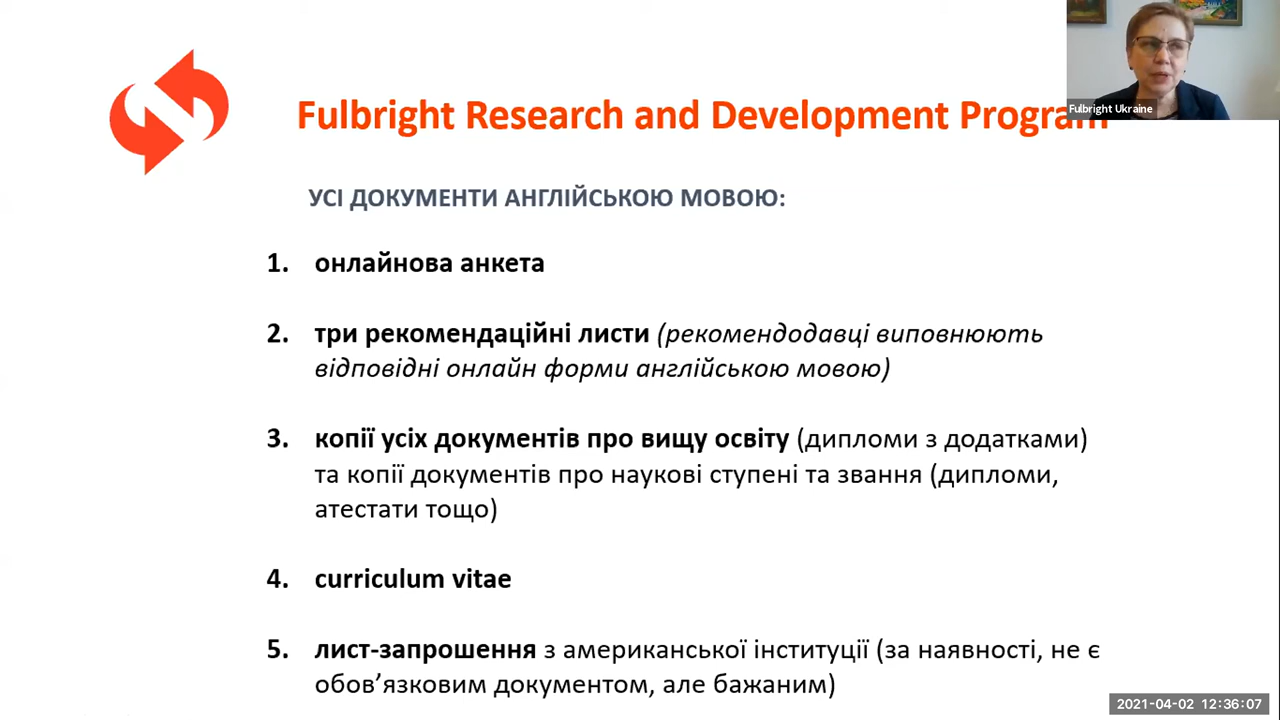 Fulbright Research and Development Program
Fulbright Ukraine
УСІ ДОКУМЕНТИ АНГЛІЙСЬКОЮ МОВОЮ:
1. онлайнова анкета
2. три рекомендаційні листи (рекомендодавці виповнюють
відповідні онлайн форми англійською мовою)
3. копії усіх документів про вищу освіту (дипломи з додатками)
та копії документів про наукові ступені та звання (дипломи,
атестати тощо)
4. curriculum vitae
5. лист-запрошення з американської інституції (за наявності, не є
обов’язковим документом, але бажаним)
2021-04-02 12:36:07